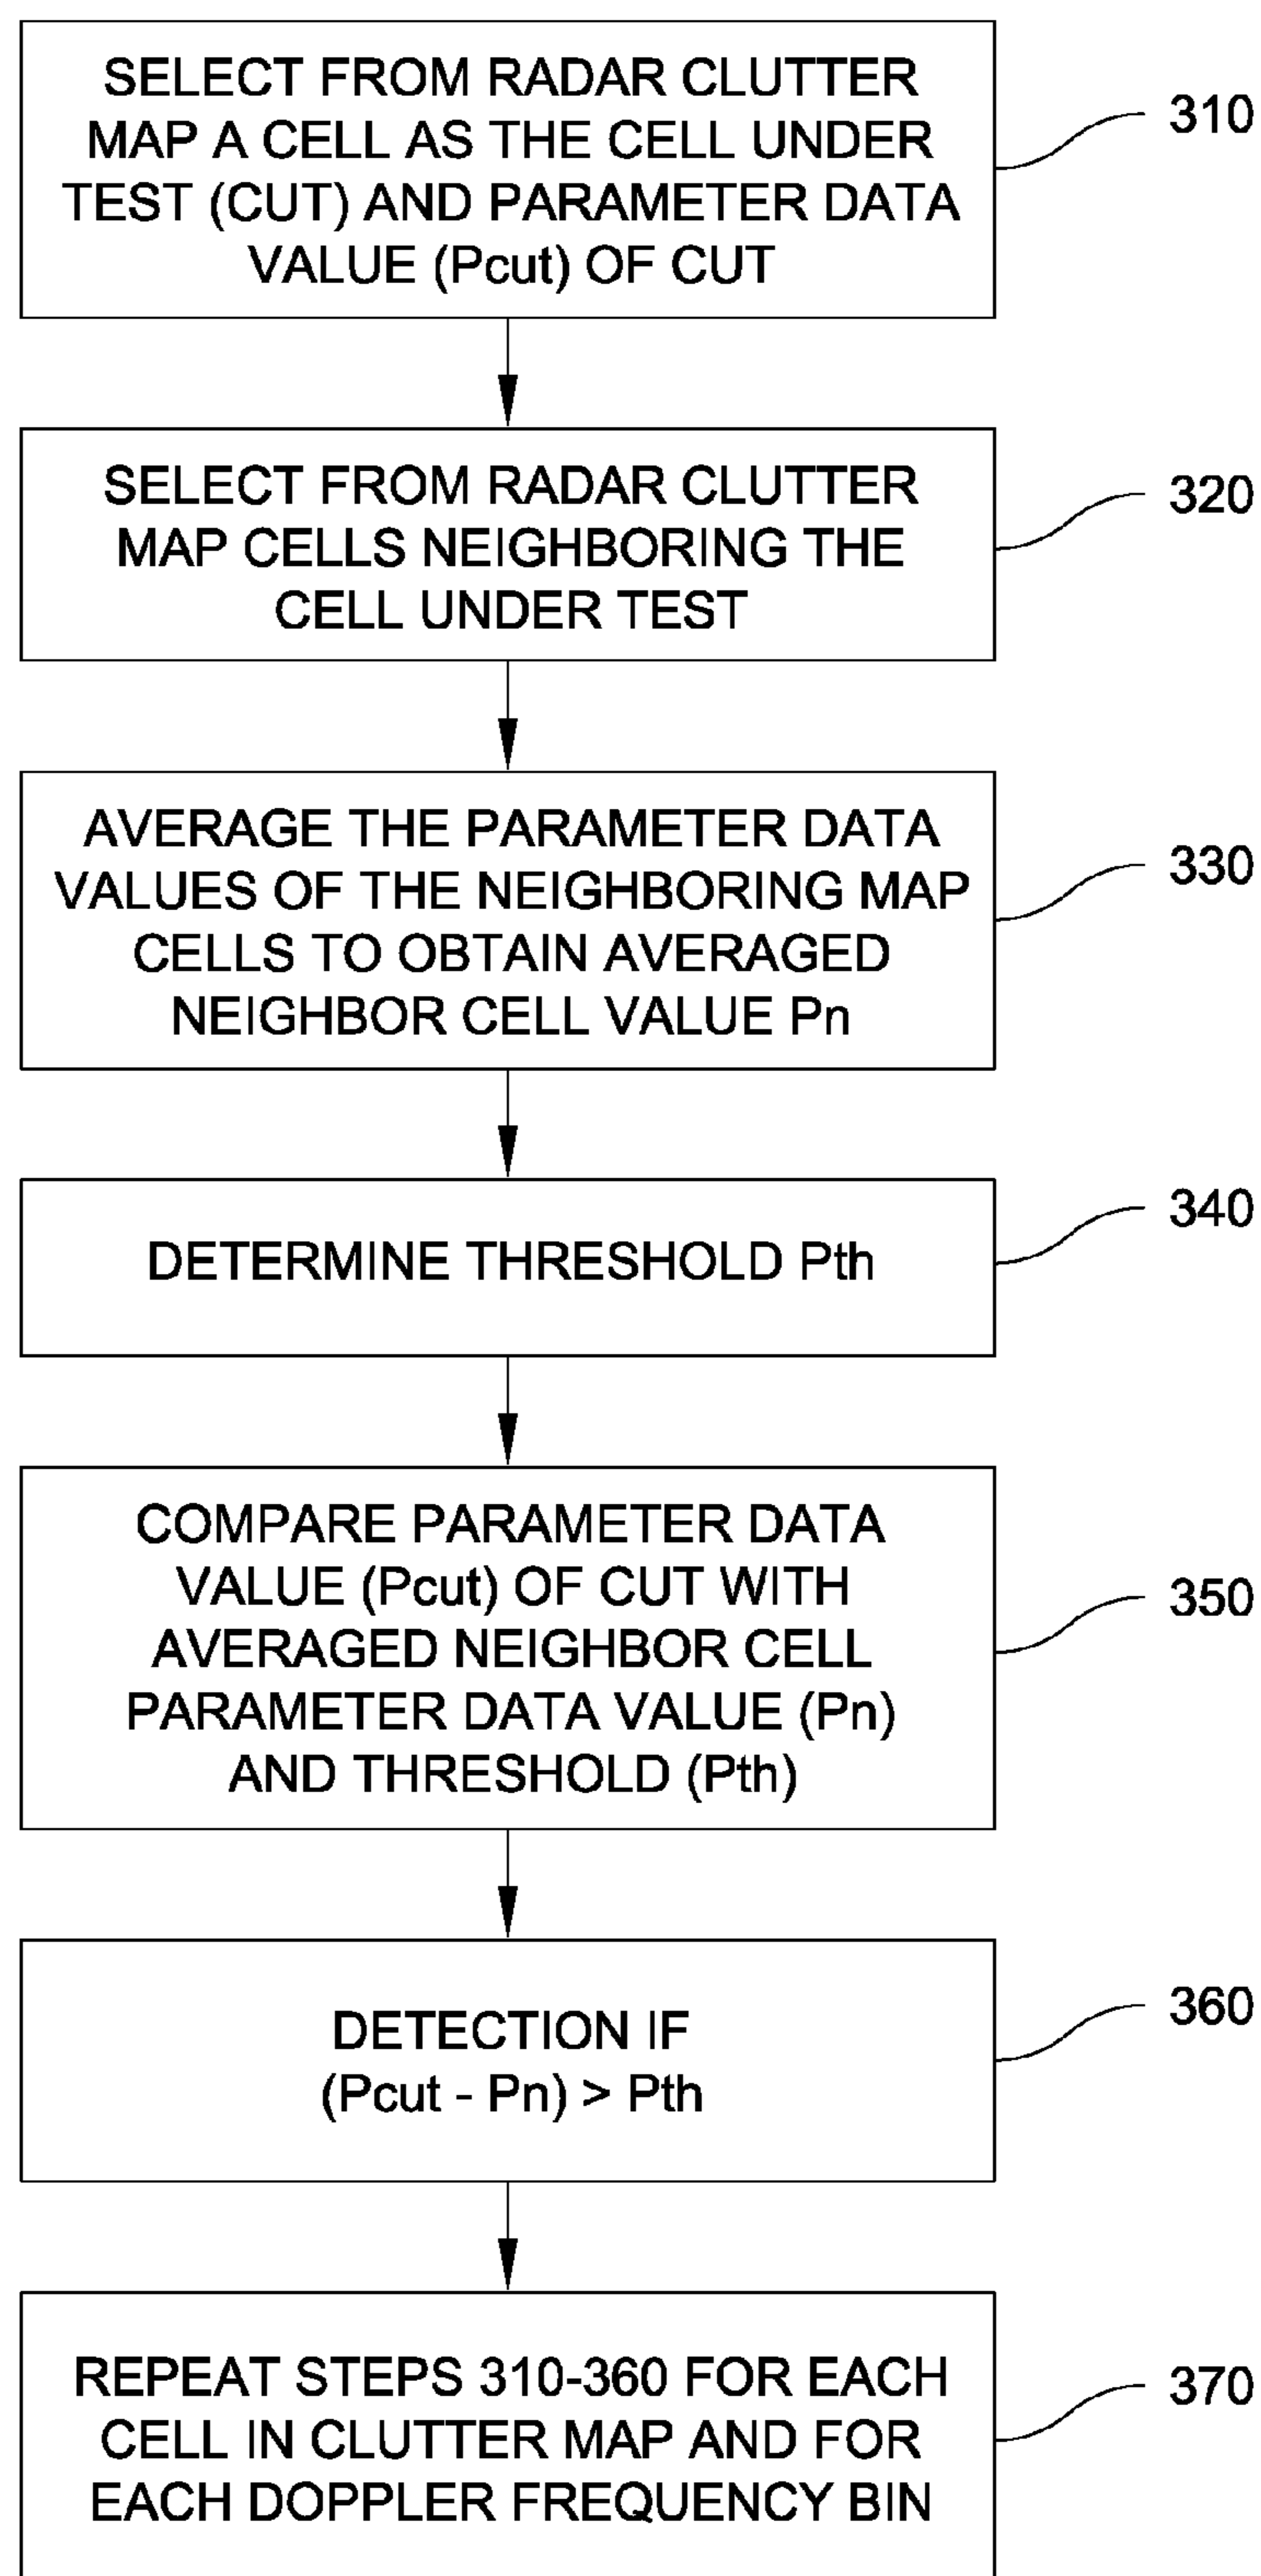 SELECT FROM RADAR CLUTTER
MAP A CELL AS THE CELL UNDER
TEST (CUT) AND PARAMETER DATA
VALUE (Pcut) OF CUT
310
SELECT FROM RADAR CLUTTER
MAP CELLS NEIGHBORING THE
CELL UNDER TEST
320
AVERAGE THE PARAMETER DATA
VALUES OF THE NEIGHBORING MAP
CELLS TO OBTAIN AVERAGED
NEIGHBOR CELL VALUE Pn
330
DETERMINE THRESHOLD Pth
340
COMPARE PARAMETER DATA
VALUE (Pcut) OF CUT WITH
AVERAGED NEIGHBOR CELL
PARAMETER DATA VALUE (Pn)
AND THRESHOLD (Pth)
350
DETECTION IF
(Pcut - Pn) > Pth
360
REPEAT STEPS 310-360 FOR EACH
CELL IN CLUTTER MAP AND FOR
EACH DOPPLER FREQUENCY BIN
370